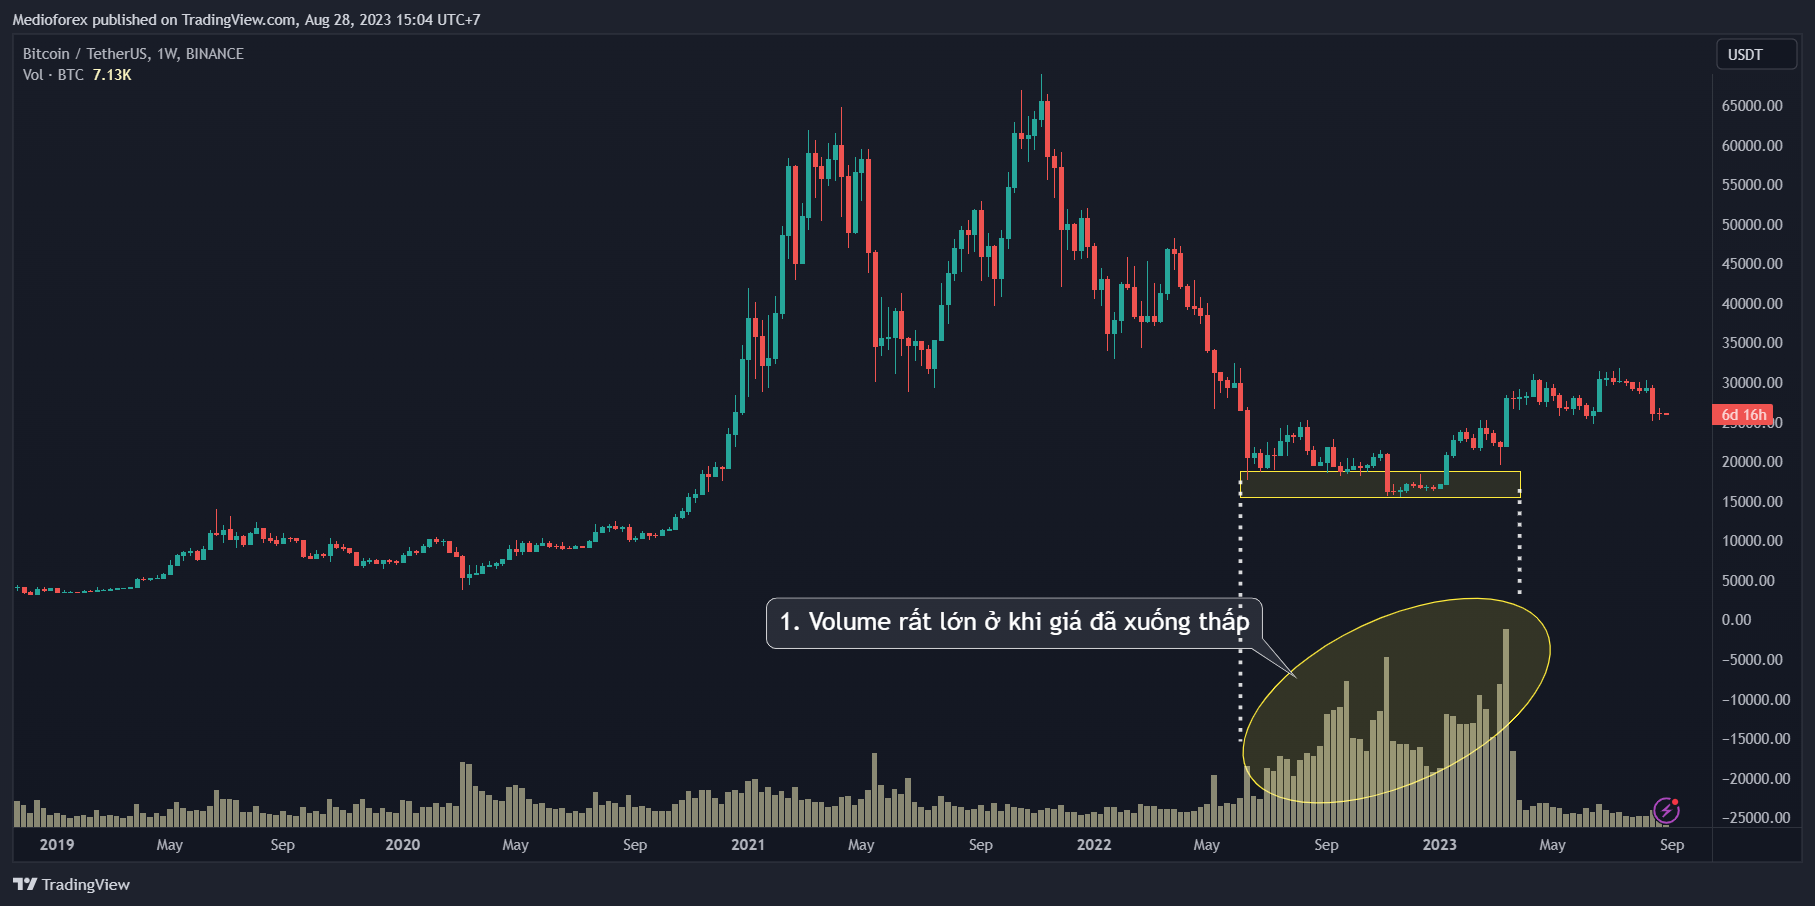 Medioforex published on TradingView.com, Aug 28, 2023 15:04 UTC+7
Bitcoin / TetherUS, 1W, BINANCE
Vol · BTC 7.13K
USDT
65000.00
60000.00
55000.00
50000.00
45000.00
40000.00
35000.00
30000.00
6d 16h
25000.00
20000.00
15000.00
10000.00
5000.00
0.00
−5000.00
−10000.00
−15000.00
−20000.00
−25000.00
1. Volume rất lớn ở khi giá đã xuống thấp
2019 May Sep 2020 May Sep 2021 May Sep 2022 May Sep 2023 May Sep
TradingView